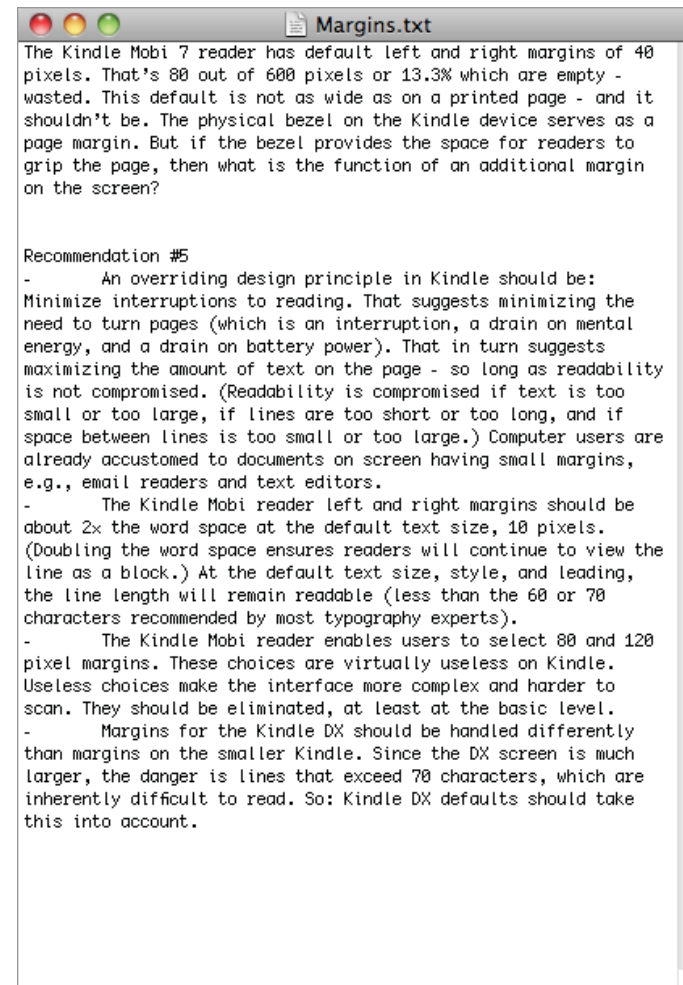 Margins.txt
The Kindle Mobi 7 reader has default left and right margins of 40
pixels. That's 80 out of 600 pixels or 13.3% which are empty -
wasted. This default is not as wide as on a printed page - and it
shouldn't be. The physical bezel on the Kindle device serves as a
page margin. But if the bezel provides the space for readers to
grip the page, then what is the function of an additional margin
on the screen?
Recommendation #5
- An overriding design principle in Kindle should be:
Minimize interruptions to reading. That suggests minimizing the
need to turn pages (which is an interruption, a drain on mental
energy, and a drain on battery power). That in turn suggests
maximizing the amount of text on the page - so long as readability
is not compromised. (Readability is compromised if text is too
small or too large, if lines are too short or too long, and if
space between lines is too small or too large.) Computer users are
already accustomed to documents on screen having small margins,
e.g., email readers and text editors.
- The Kindle Mobi reader left and right margins should be
about 2x the word space at the default text size, 10 pixels.
(Doubling the word space ensures readers will continue to view the
line as a block.) At the default text size, style, and leading,
the line length will remain readable (less than the 60 or 70
characters recommended by most typography experts).
- The Kindle Mobi reader enables users to select 80 and 120
pixel margins. These choices are virtually useless on Kindle.
Useless choices make the interface more complex and harder to
scan. They should be eliminated, at least at the basic level.
- Margins for the Kindle DX should be handled differently
than margins on the smaller Kindle. Since the DX screen is much
larger, the danger is lines that exceed 70 characters, which are
inherently difficult to read. So: Kindle DX defaults should take
this into account.